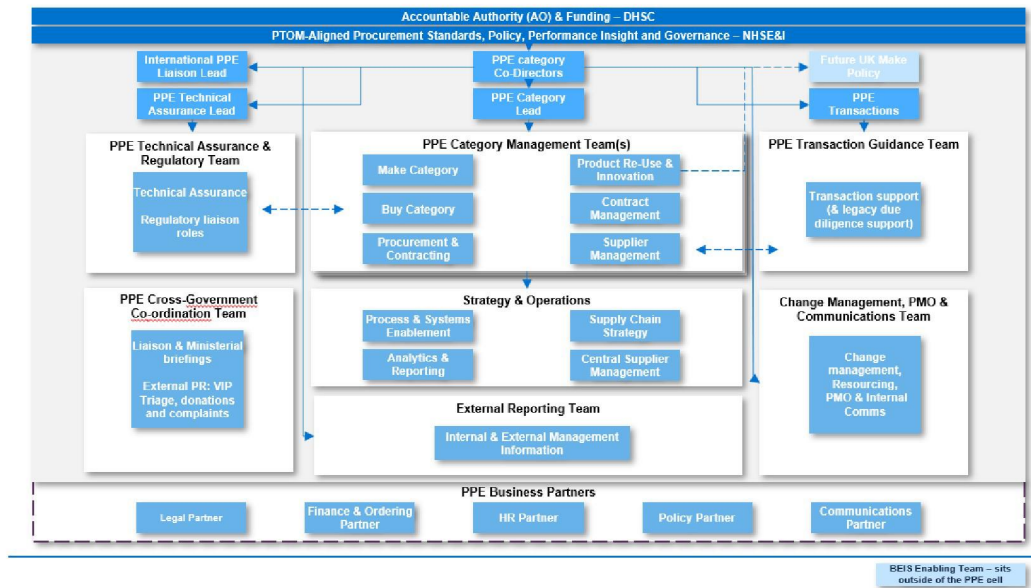 Accountable Authority (AO) & Funding – DHSC
PTOM-Aligned Procurement Standards, Policy, Performance Insight and Governance – NHSE&I
International PPE
Liaison Lead
PPE category
Co-Directors
Future UK Make
Policy
PPE Technical
Assurance Lead
PPE Category
Lead
PPE
Transactions
PPE Technical Assurance &
Regulatory Team
Technical Assurance
Regulatory liaison
roles
PPE Category Management Team(s)
Make Category
Product Re-Use &
Innovation
Buy Category
Contract
Management
Procurement &
Contracting
Supplier
Management
PPE Transaction Guidance Team
Transaction support
(& legacy due
diligence support)
PPE Cross-Government
Co-ordination Team
Liaison & Ministerial
briefings
External PR: VIP
Triage, donations
and complaints
Strategy & Operations
Process & Systems
Enablement
Supply Chain
Strategy
Analytics &
Reporting
Central Supplier
Management
External Reporting Team
Internal & External Management
Information
Change Management, PMO &
Communications Team
Change
management,
Resourcing,
PMO & Internal
Comms
PPE Business Partners
Legal Partner
Finance & Ordering
Partner
HR Partner
Policy Partner
Communications
Partner
BEIS Enabling Team – sits
outside of the PPE cell